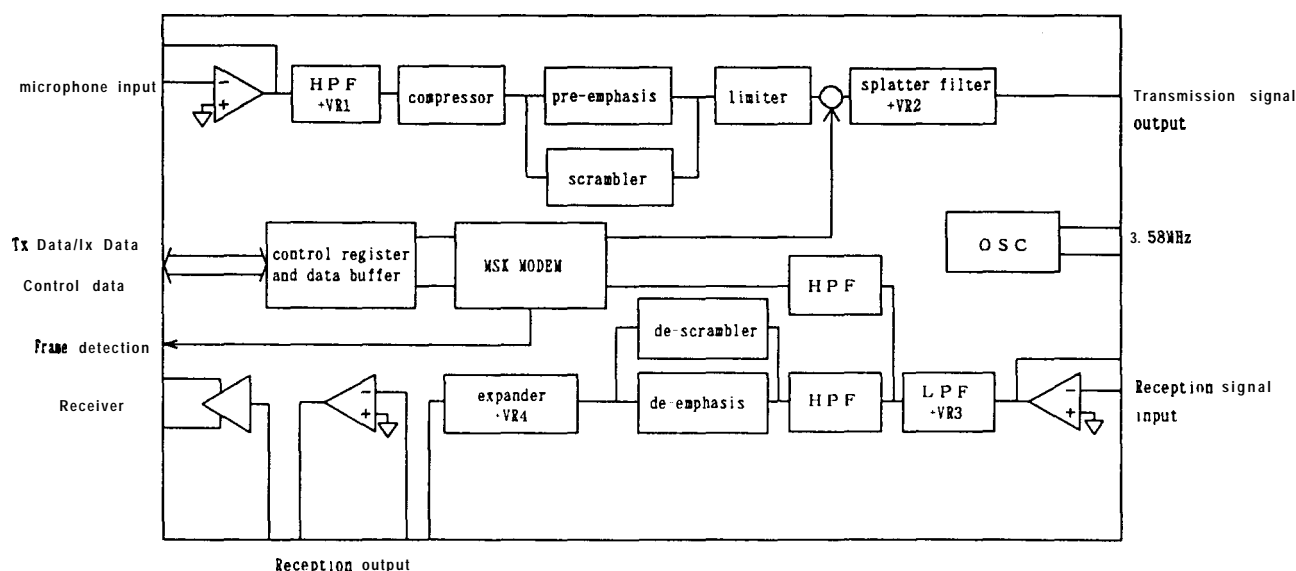 microphone input
-
+
HPF
+VR1
compressor
pre-emphasis
scrambler
limiter
splatter filter
+VR2
Transmission signal
output
Tx Data/Ix Data
Control data
control register
and data buffer
MSK MODEM
OSC
3.58MHz
HPF
Frame detection
de-scrambler
Receiver
-
+
expander
+VR4
de-emphasis
HPF
LPF
+VR3
-
+
Reception signal
input
Reception output